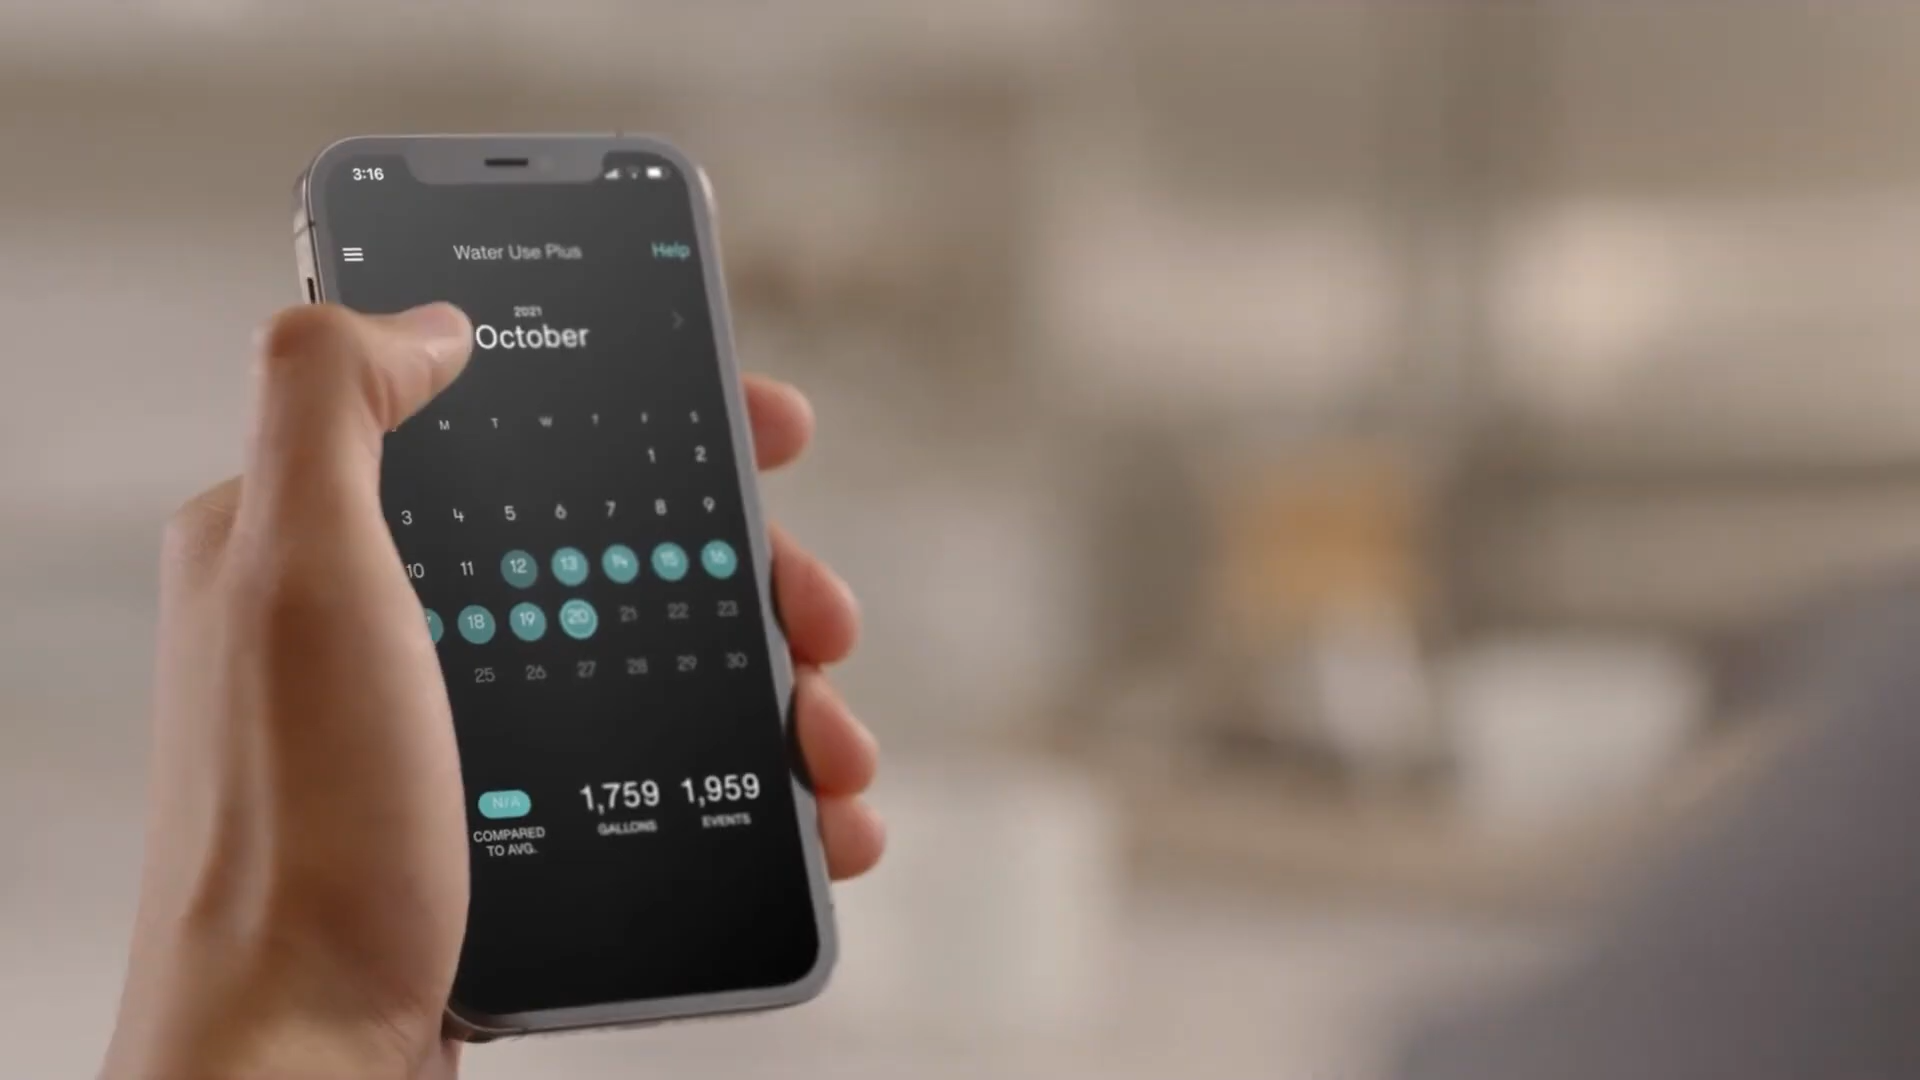 3:16
Water Use Plus Help
2021
October
M T W T F S
1 2
3 4 5 6 7 8 9
10 11 12 13 14 15 16
18 19 20 21 22 23
25 26 27 28 29 30
N/A 1,759 1,959
COMPARED TO AVG. GALLONS EVENTS